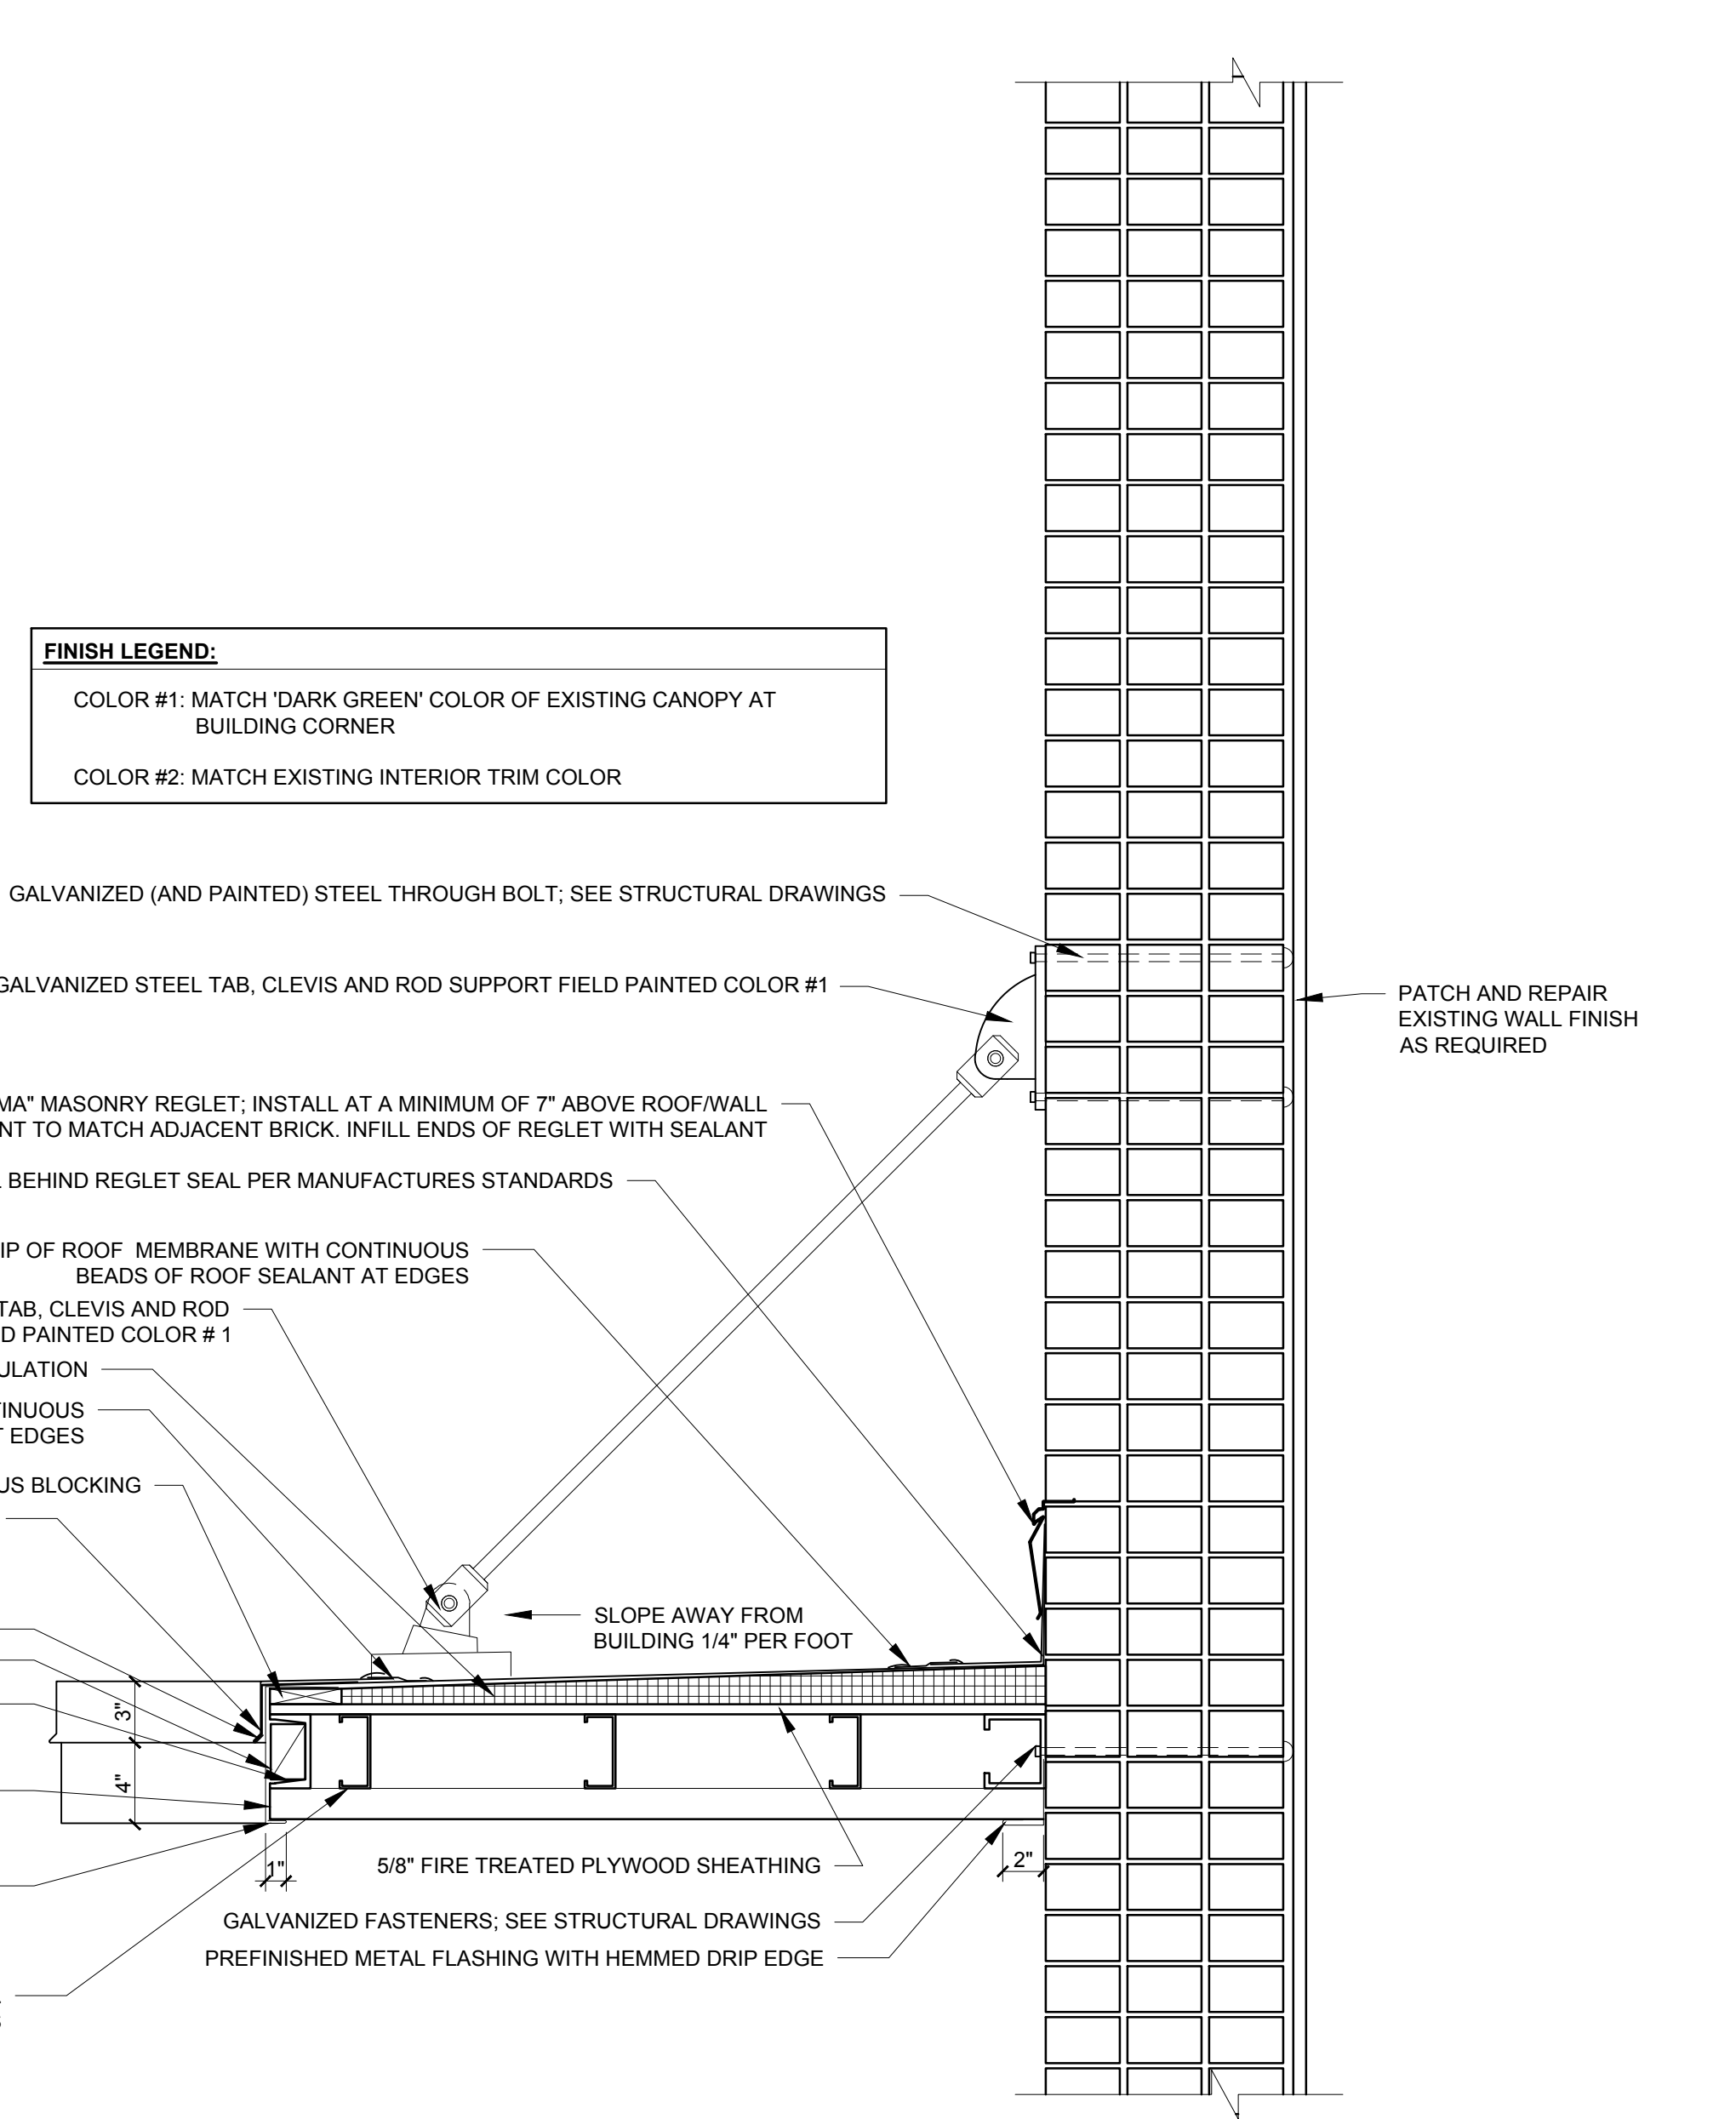 FINISH LEGEND:
COLOR #1: MATCH 'DARK GREEN' COLOR OF EXISTING CANOPY AT
BUILDING CORNER
COLOR #2: MATCH EXISTING INTERIOR TRIM COLOR
GALVANIZED (AND PAINTED) STEEL THROUGH BOLT; SEE STRUCTURAL DRAWINGS
GALVANIZED STEEL TAB, CLEVIS AND ROD SUPPORT FIELD PAINTED COLOR #1
PATCH AND REPAIR
EXISTING WALL FINISH
AS REQUIRED
MA" MASONRY REGLET; INSTALL AT A MINIMUM OF 7" ABOVE ROOF/WALL
NT TO MATCH ADJACENT BRICK. INFILL ENDS OF REGLET WITH SEALANT
BEHIND REGLET SEAL PER MANUFACTURES STANDARDS
IP OF ROOF MEMBRANE WITH CONTINUOUS
BEADS OF ROOF SEALANT AT EDGES
TAB, CLEVIS AND ROD
D PAINTED COLOR # 1
ULATION
TINUOUS
T EDGES
US BLOCKING
SLOPE AWAY FROM
BUILDING 1/4" PER FOOT
3"
4"
1"
2"
5/8" FIRE TREATED PLYWOOD SHEATHING
GALVANIZED FASTENERS; SEE STRUCTURAL DRAWINGS
PREFINISHED METAL FLASHING WITH HEMMED DRIP EDGE